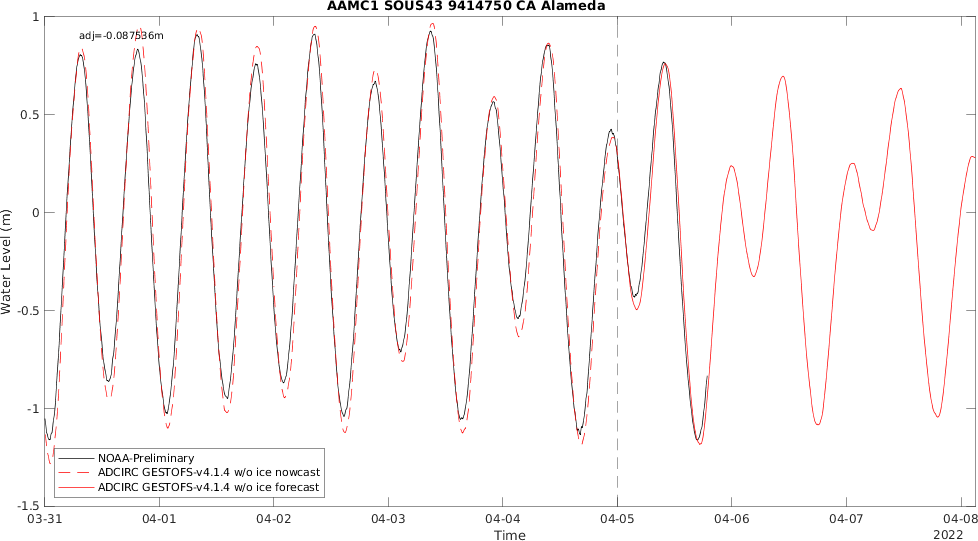 AAMC1 SOUS43 9414750 CA Alameda
adj=-0.087536m
1
0.5
0
-0.5
-1
-1.5
Water Level (m)
NOAA-Preliminary
ADCIRC GESTOFS-v4.1.4 w/o ice nowcast
ADCIRC GESTOFS-v4.1.4 w/o ice forecast
03-31 04-01 04-02 04-03 04-04 04-05 04-06 04-07 04-08
Time
2022